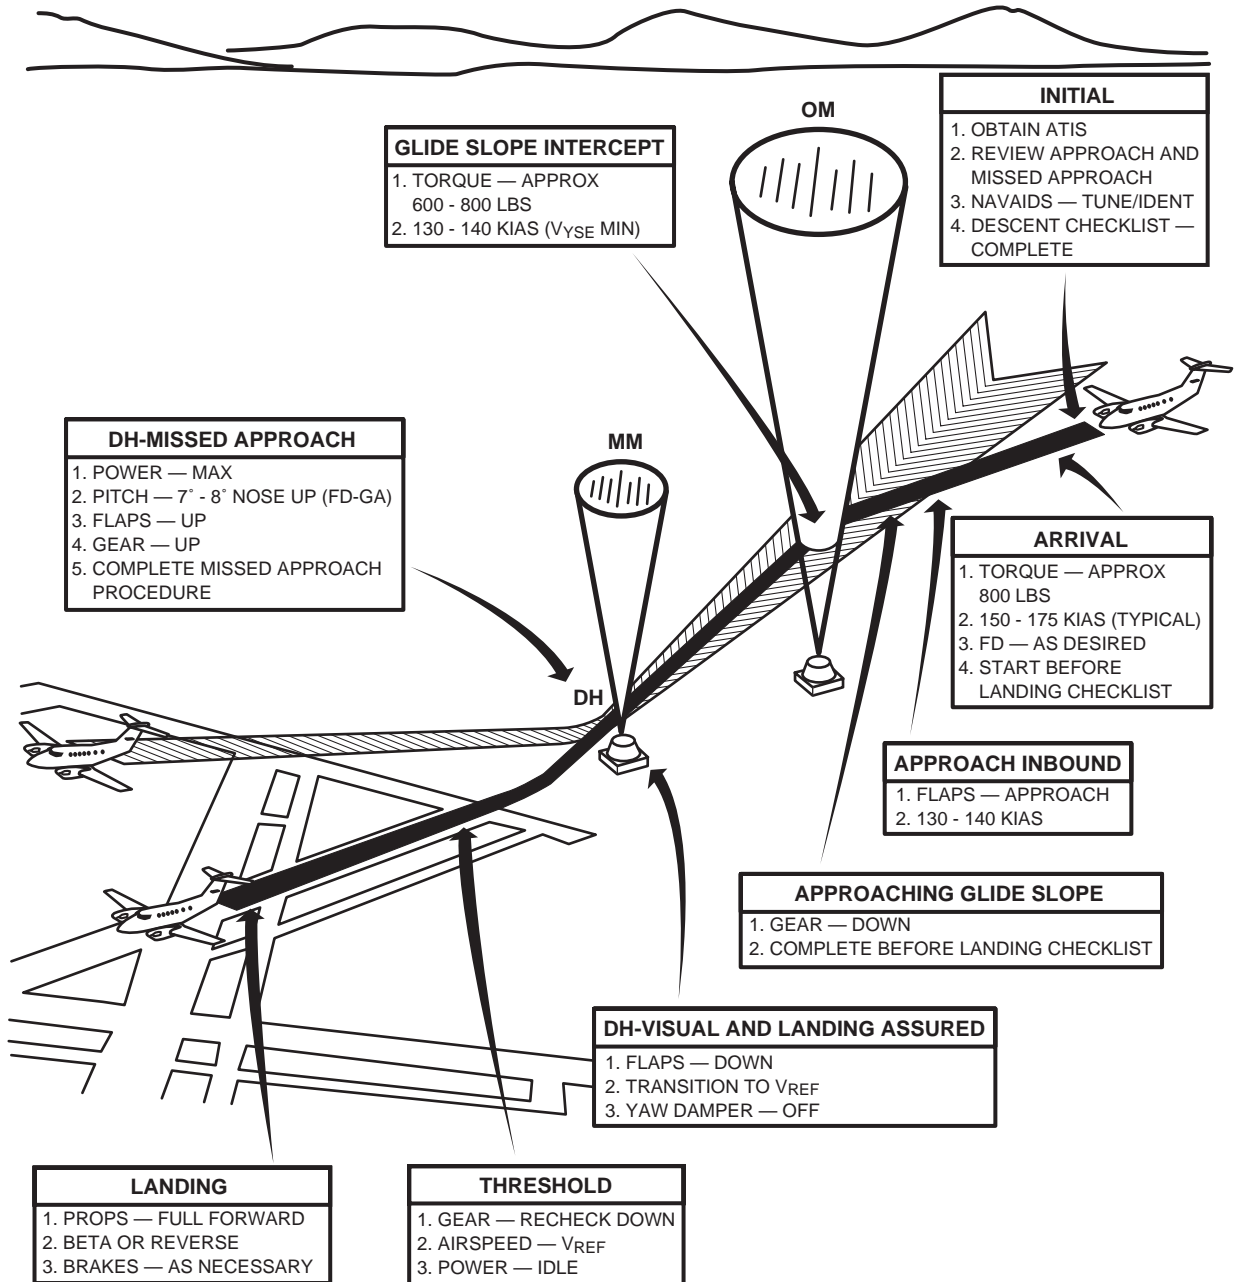 INITIAL
1. OBTAIN ATIS
2. REVIEW APPROACH AND
MISSED APPROACH
3. NAVAIDS — TUNE/IDENT
4. DESCENT CHECKLIST —
COMPLETE
OM
GLIDE SLOPE INTERCEPT
1. TORQUE — APPROX
600 - 800 LBS
2. 130 - 140 KIAS (VYSE MIN)
DH-MISSED APPROACH
1. POWER — MAX
2. PITCH — 7° - 8° NOSE UP (FD-GA)
3. FLAPS — UP
4. GEAR — UP
5. COMPLETE MISSED APPROACH
PROCEDURE
MM
ARRIVAL
1. TORQUE — APPROX
800 LBS
2. 150 - 175 KIAS (TYPICAL)
3. FD — AS DESIRED
4. START BEFORE
LANDING CHECKLIST
DH
APPROACH INBOUND
1. FLAPS — APPROACH
2. 130 - 140 KIAS
APPROACHING GLIDE SLOPE
1. GEAR — DOWN
2. COMPLETE BEFORE LANDING CHECKLIST
DH-VISUAL AND LANDING ASSURED
1. FLAPS — DOWN
2. TRANSITION TO VREF
3. YAW DAMPER — OFF
LANDING
1. PROPS — FULL FORWARD
2. BETA OR REVERSE
3. BRAKES — AS NECESSARY
THRESHOLD
1. GEAR — RECHECK DOWN
2. AIRSPEED — VREF
3. POWER — IDLE